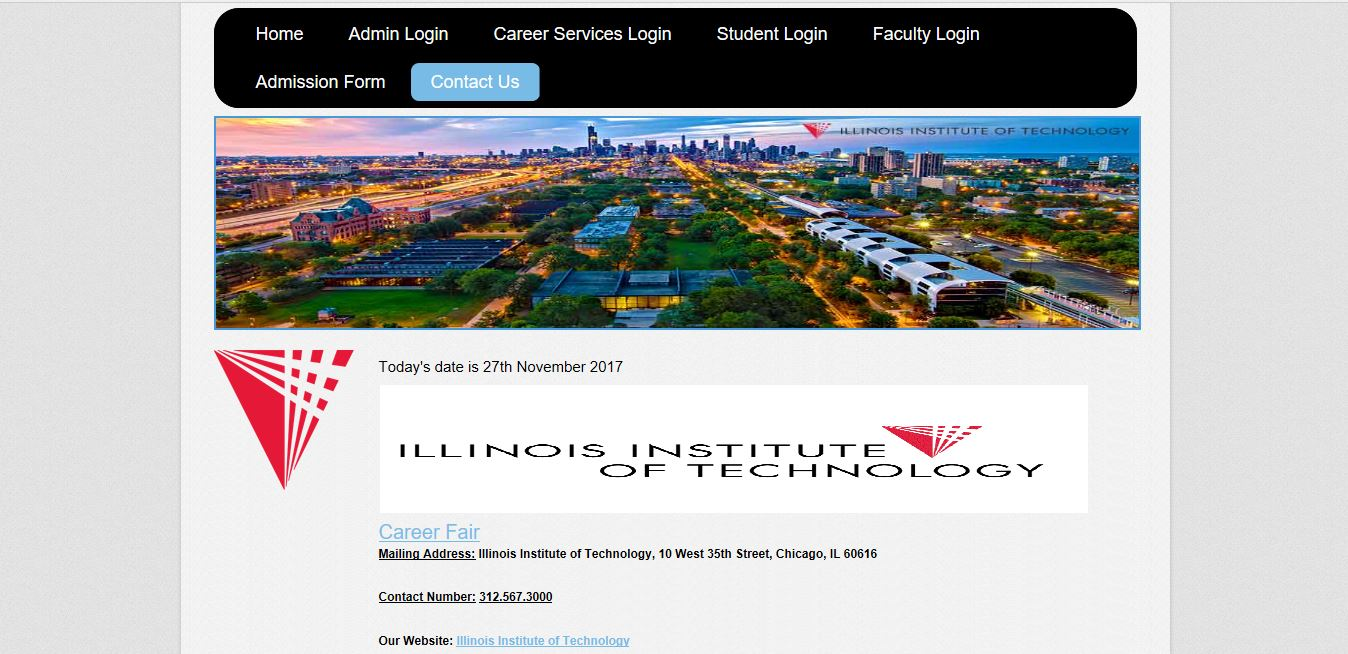 Home Admin Login Career Services Login Student Login Faculty Login
Admission Form Contact Us
ILLINOIS INSTITUTE OF TECHNOLOGY
Today's date is 27th November 2017
ILLINOIS INSTITUTE
OF TECHNOLOGY
Career Fair
Mailing Address: Illinois Institute of Technology, 10 West 35th Street, Chicago, IL 60616
Contact Number: 312.567.3000
Our Website: Illinois Institute of Technology